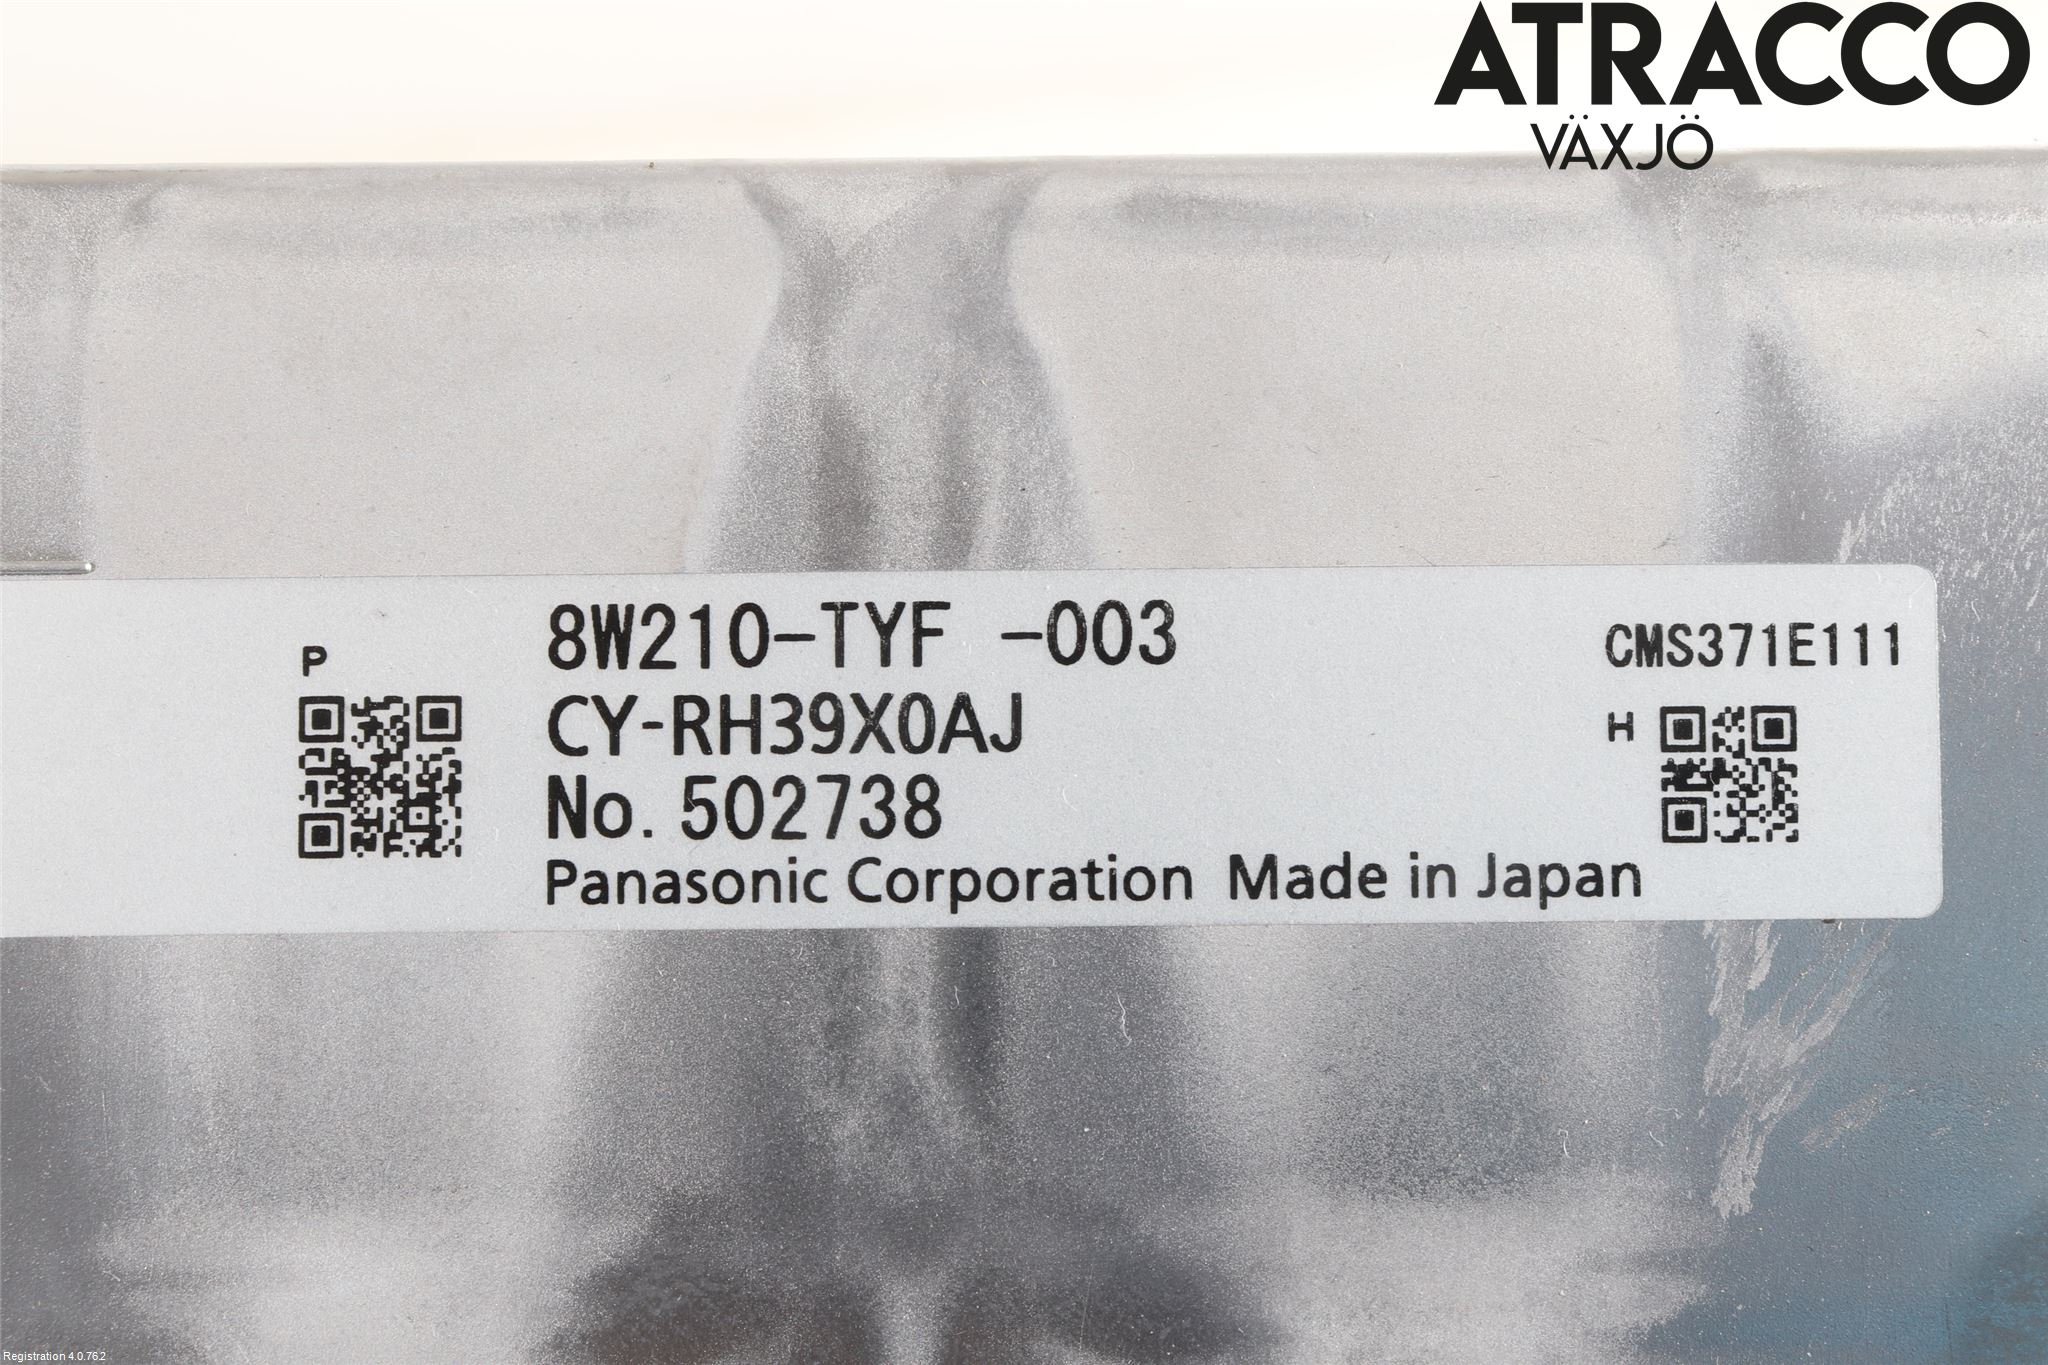 ATRACCO
VÄXJÖ
8W210-TYF -003
CMS371E111
P
CY-RH39X0AJ
H
No. 502738
Panasonic Corporation Made in Japan
Registration 4.0.762